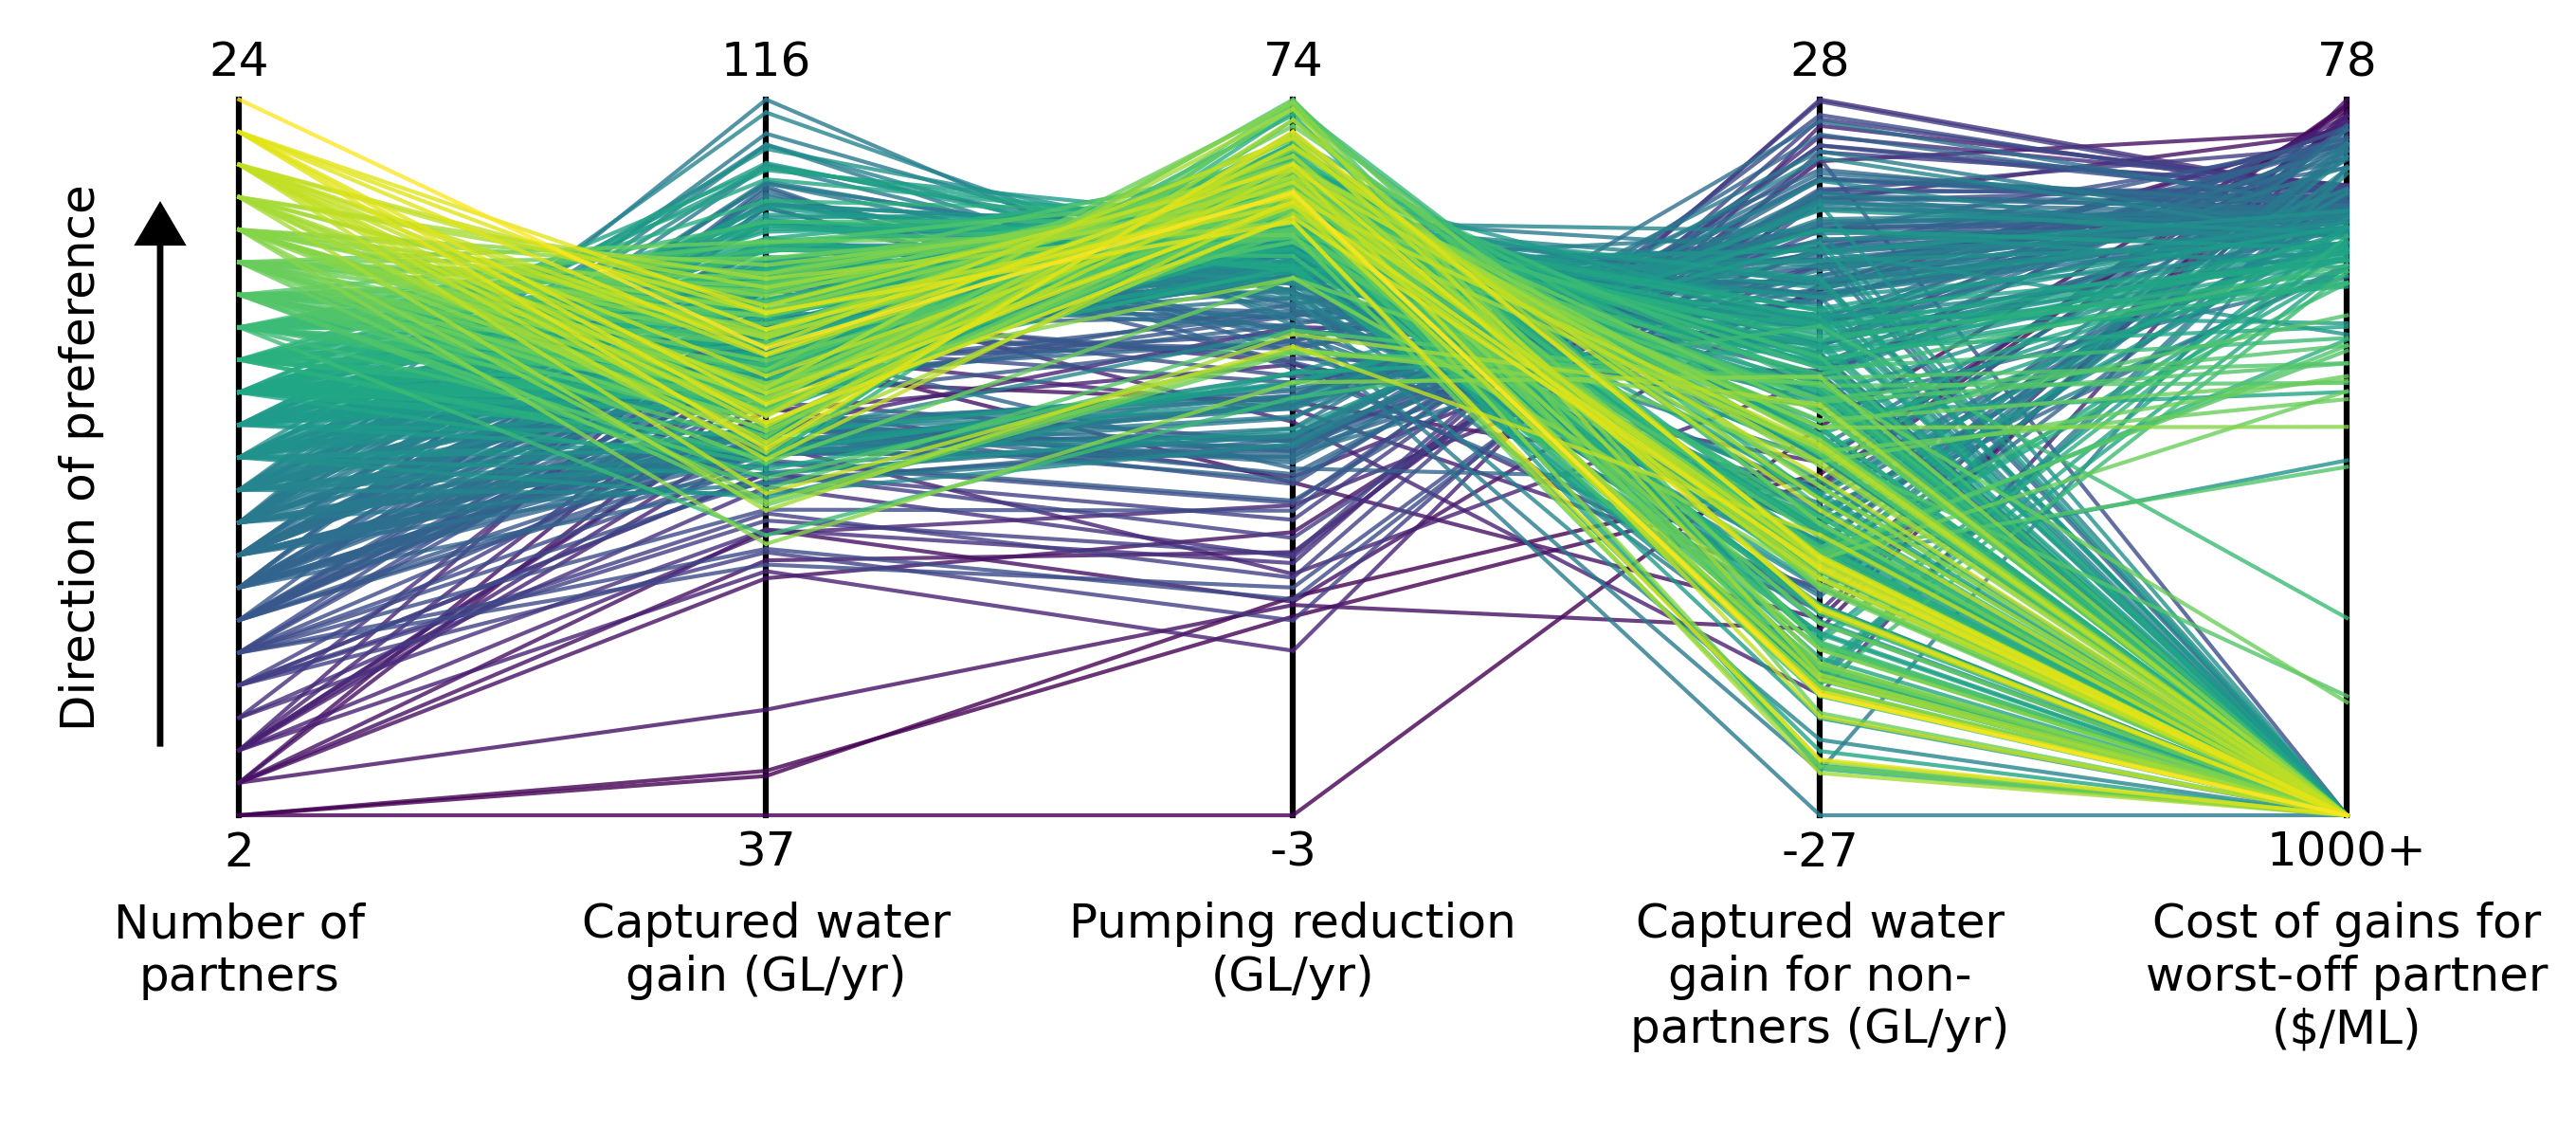 24
116
74
28
78
Direction of preference
2
37
-3
-27
1000+
Number of
partners
Captured water
gain (GL/yr)
Pumping reduction
(GL/yr)
Captured water
gain for non-
partners (GL/yr)
Cost of gains for
worst-off partner
($/ML)